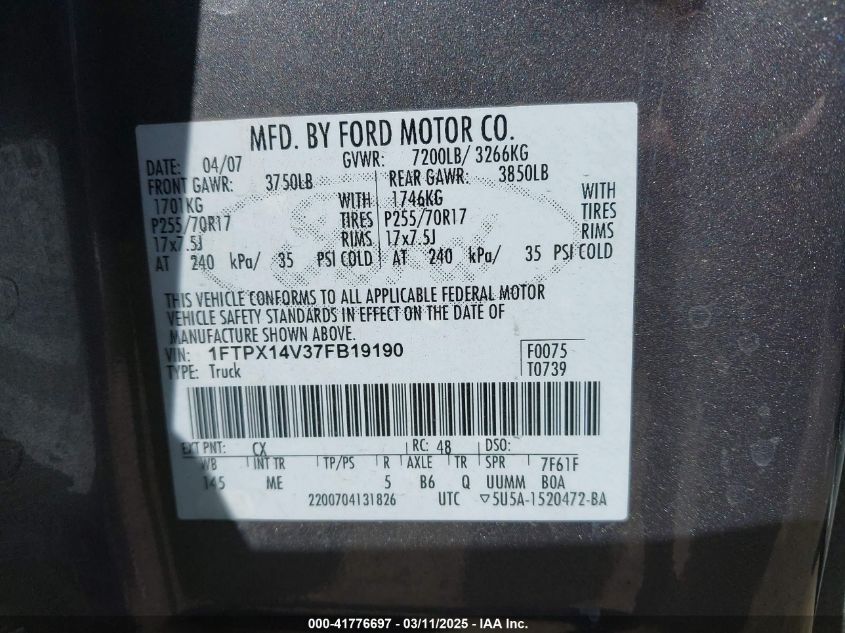 MFD. BY FORD MOTOR CO.
DATE: 04/07 GVWR: 7200LB/ 3266KG
FRONT GAWR: 3750LB REAR GAWR: 3850LB
1701KG WITH 1746KG WITH
P255/70R17 TIRES P255/70R17 TIRES
17x7.5J RIMS 17x7.5J RIMS
AT 240 kPa/ 35 PSI COLD AT 240 kPa/ 35 PSI COLD
THIS VEHICLE CONFORMS TO ALL APPLICABLE FEDERAL MOTOR
VEHICLE SAFETY STANDARDS IN EFFECT ON THE DATE OF
MANUFACTURE SHOWN ABOVE.
VIN: 1FTPX14V37FB19190 F0075
TYPE: Truck T0739
EXT PNT: CX RC: 48 DSO:
WB INT TR TP/PS R AXLE TR SPR 7F61F
145 ME 5 B6 Q UUMM BOA
2200704131826 UTC ▽5U5A-1520472-BA
000-41776697 - 03/11/2025 - IAA Inc.